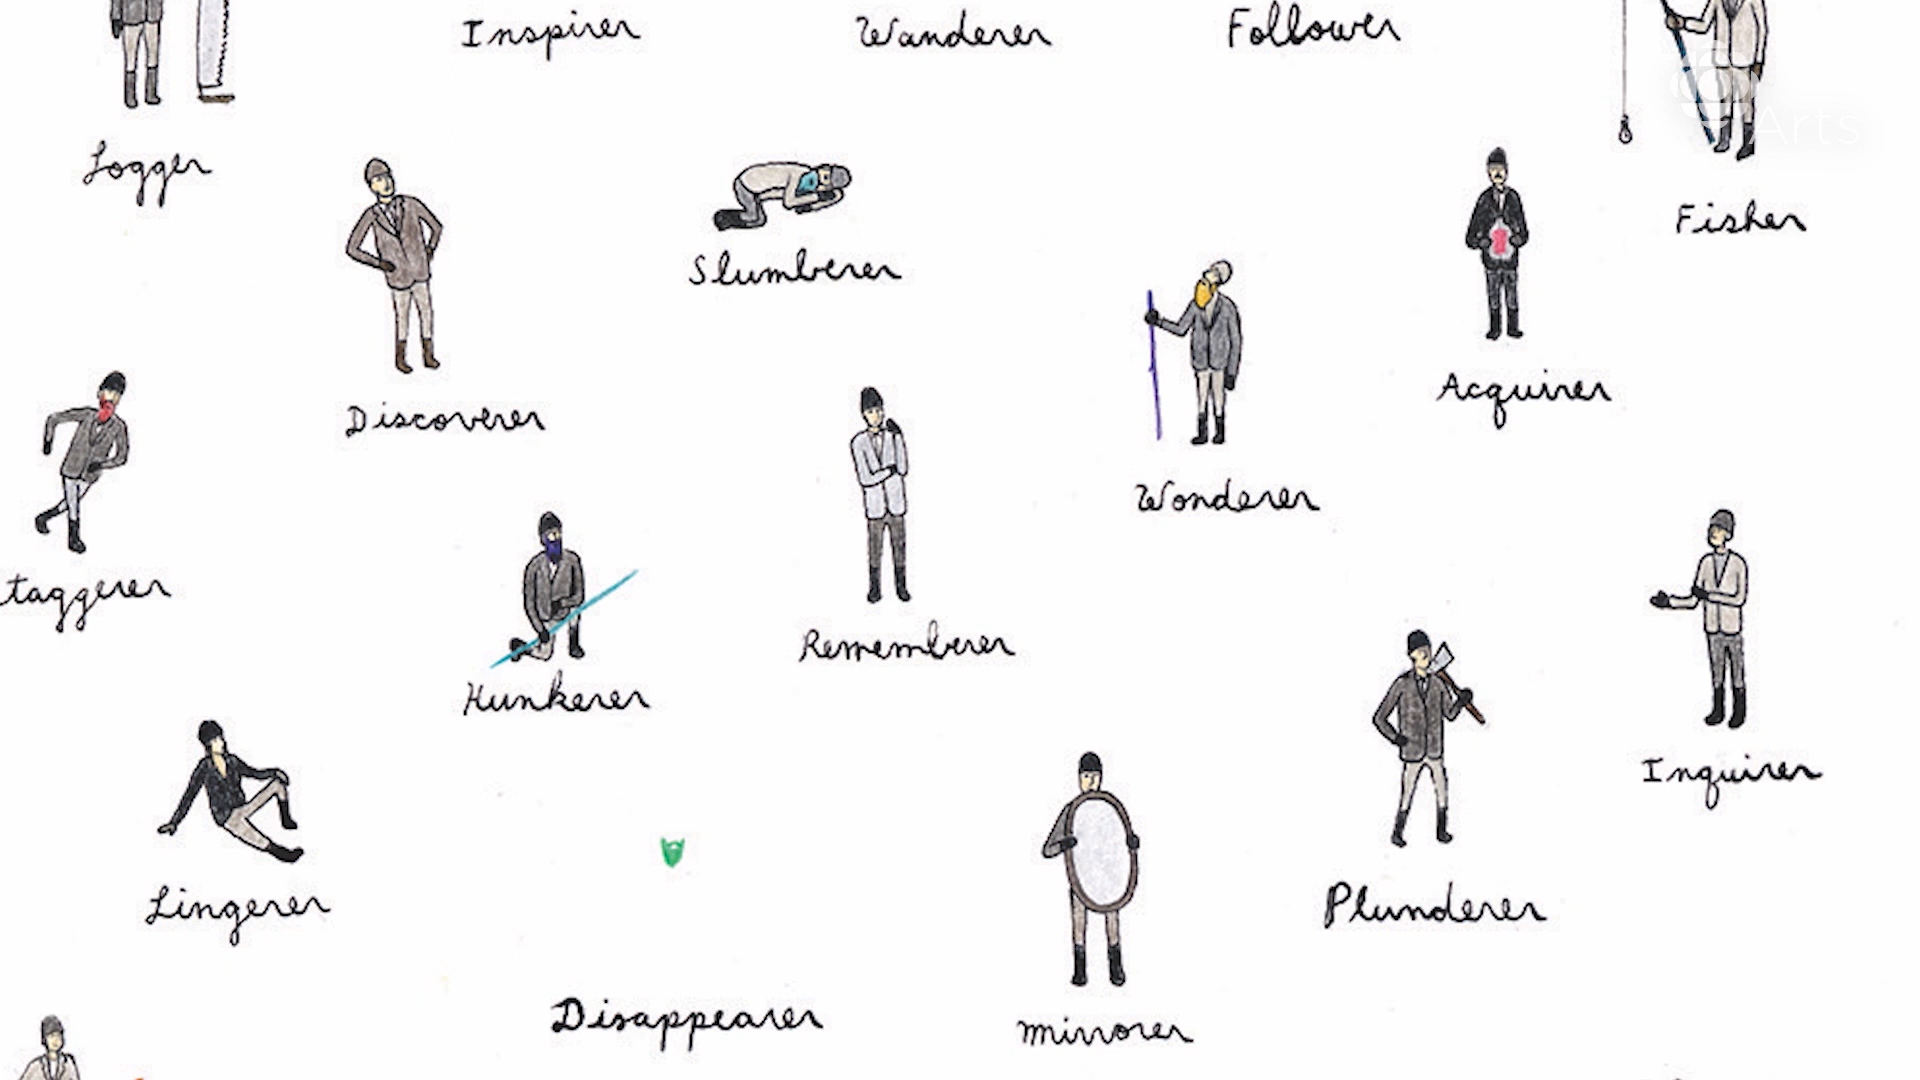 Inspirer
Wanderer
Follower
Arts
Logger
Fisher
Slumberer
Discoverer
Acquirer
Wonderer
taggerer
Rememberer
Hunkerer
Inquirer
Lingerer
Plunderer
Disappearer
Mirrorer